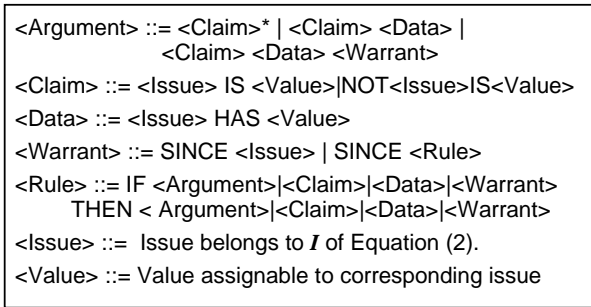 <Argument> ::= <Claim>* | <Claim> <Data> |
<Claim> <Data> <Warrant>
<Claim> ::= <Issue> IS <Value>|NOT<Issue>IS<Value>
<Data> ::= <Issue> HAS <Value>
<Warrant> ::= SINCE <Issue> | SINCE <Rule>
<Rule> ::= IF <Argument>|<Claim>|<Data>|<Warrant>
THEN < Argument>|<Claim>|<Data>|<Warrant>
<Issue> ::= Issue belongs to I of Equation (2).
<Value> ::= Value assignable to corresponding issue